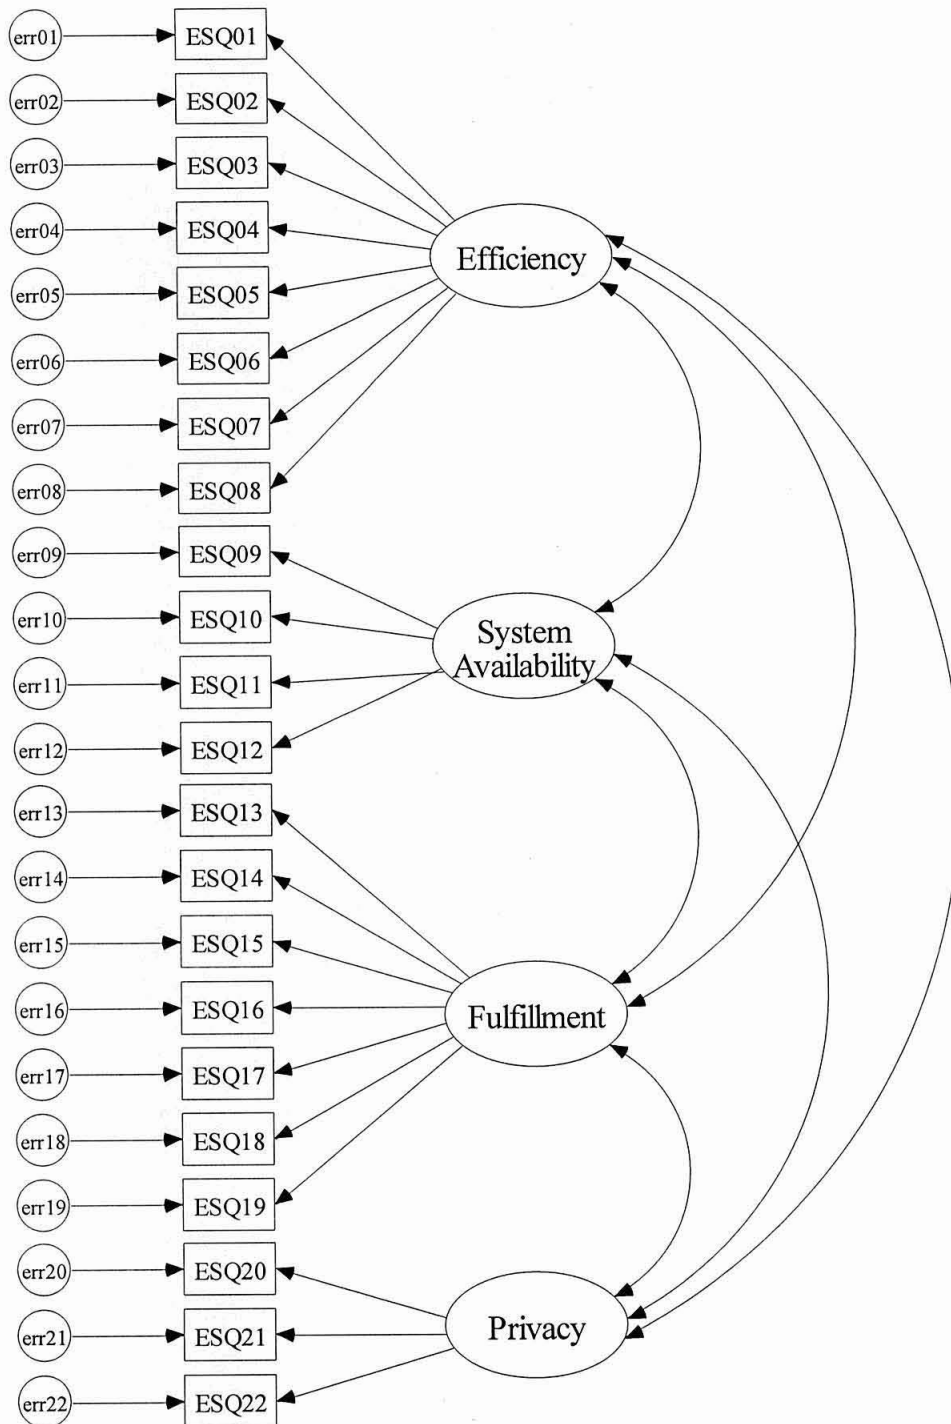 err01 ESQ01
err02 ESQ02
err03 ESQ03
err04 ESQ04
Efficiency
err05 ESQ05
err06 ESQ06
err07 ESQ07
err08 ESQ08
err09 ESQ09
err10 ESQ10
System
Availability
err11 ESQ11
err12 ESQ12
err13 ESQ13
err14 ESQ14
err15 ESQ15
err16 ESQ16
Fulfillment
err17 ESQ17
err18 ESQ18
err19 ESQ19
err20 ESQ20
Privacy
err21 ESQ21
err22 ESQ22